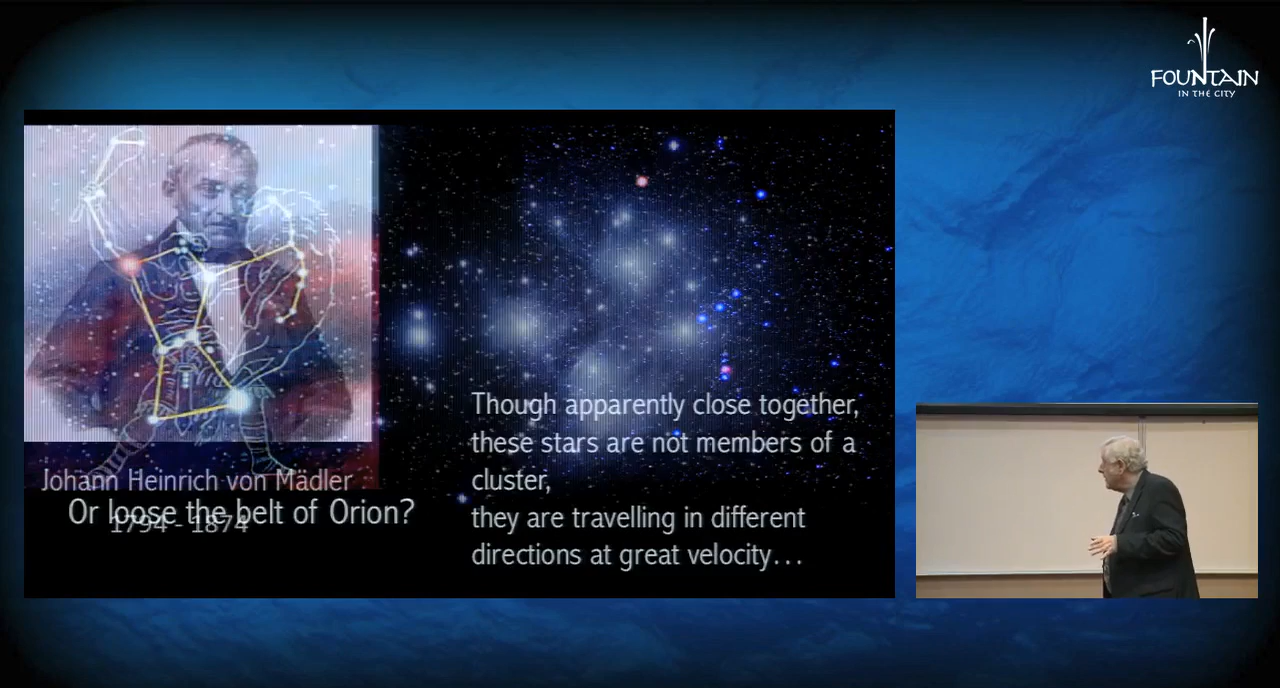 FOUNTAIN
IN THE CITY
Though apparently close together,
these stars are not members of a
cluster,
they are travelling in different
directions at great velocity...
Johann Heinrich von Mädler
1794 - 1874
Or loose the belt of Orion?